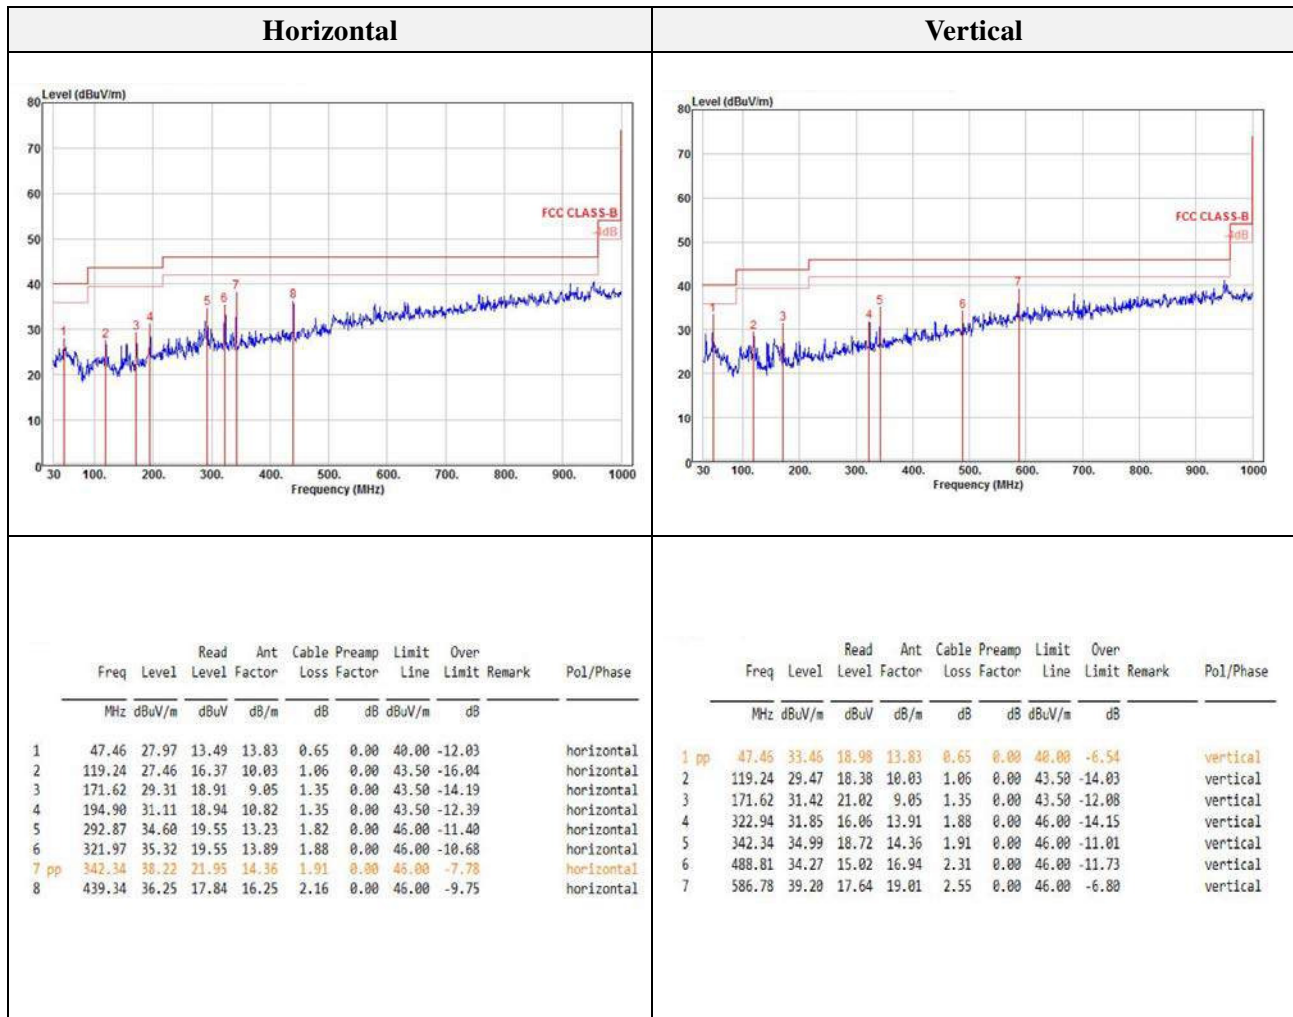 Horizontal
Vertical
Level (dBuV/m)
80
70
60
50
40
30
20
10
0
FCC CLASS-B
-4dB
1 2 3 4 5 6 7 8
30 100. 200. 300. 400. 500. 600. 700. 800. 900. 1000
Frequency (MHz)
Level (dBuV/m)
80
70
60
50
40
30
20
10
0
FCC CLASS-B
-4dB
1 2 3 4 5 6 7
30 100. 200. 300. 400. 500. 600. 700. 800. 900. 1000
Frequency (MHz)
Read Ant Cable Preamp Limit Over
Freq Level Level Factor Loss Factor Line Limit Remark Pol/Phase
MHz dBuV/m dBuV dB/m dB dB dBuV/m dB
1 47.46 27.97 13.49 13.83 0.65 0.00 40.00 -12.03 horizontal
2 119.24 27.46 16.37 10.03 1.06 0.00 43.50 -16.04 horizontal
3 171.62 29.31 18.91 9.05 1.35 0.00 43.50 -14.19 horizontal
4 194.90 31.11 18.94 10.82 1.35 0.00 43.50 -12.39 horizontal
5 292.87 34.60 19.55 13.23 1.82 0.00 46.00 -11.40 horizontal
6 321.97 35.32 19.55 13.89 1.88 0.00 46.00 -10.68 horizontal
7 pp 342.34 38.22 21.95 14.36 1.91 0.00 46.00 -7.78 horizontal
8 439.34 36.25 17.84 16.25 2.16 0.00 46.00 -9.75 horizontal
Read Ant Cable Preamp Limit Over
Freq Level Level Factor Loss Factor Line Limit Remark Pol/Phase
MHz dBuV/m dBuV dB/m dB dB dBuV/m dB
1 pp 47.46 33.46 18.98 13.83 0.65 0.00 40.00 -6.54 vertical
2 119.24 29.47 18.38 10.03 1.06 0.00 43.50 -14.03 vertical
3 171.62 31.42 21.02 9.05 1.35 0.00 43.50 -12.08 vertical
4 322.94 31.85 16.06 13.91 1.88 0.00 46.00 -14.15 vertical
5 342.34 34.99 18.72 14.36 1.91 0.00 46.00 -11.01 vertical
6 488.81 34.27 15.02 16.94 2.31 0.00 46.00 -11.73 vertical
7 586.78 39.20 17.64 19.01 2.55 0.00 46.00 -6.80 vertical